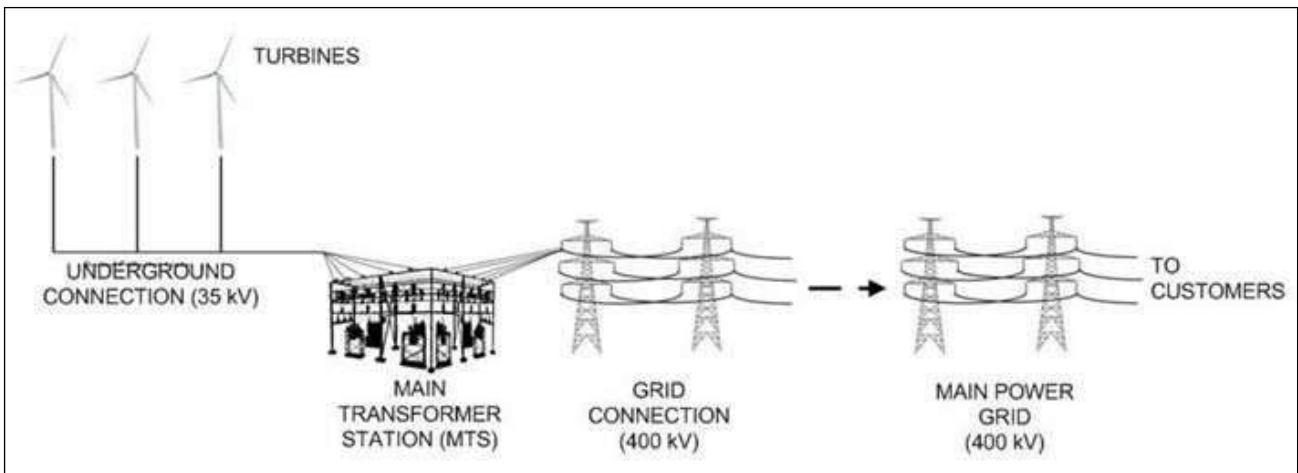 TURBINES
UNDERGROUND
CONNECTION (35 kV)
MAIN
TRANSFORMER
STATION (MTS)
GRID
CONNECTION
(400 kV)
MAIN POWER
GRID
(400 kV)
TO
CUSTOMERS